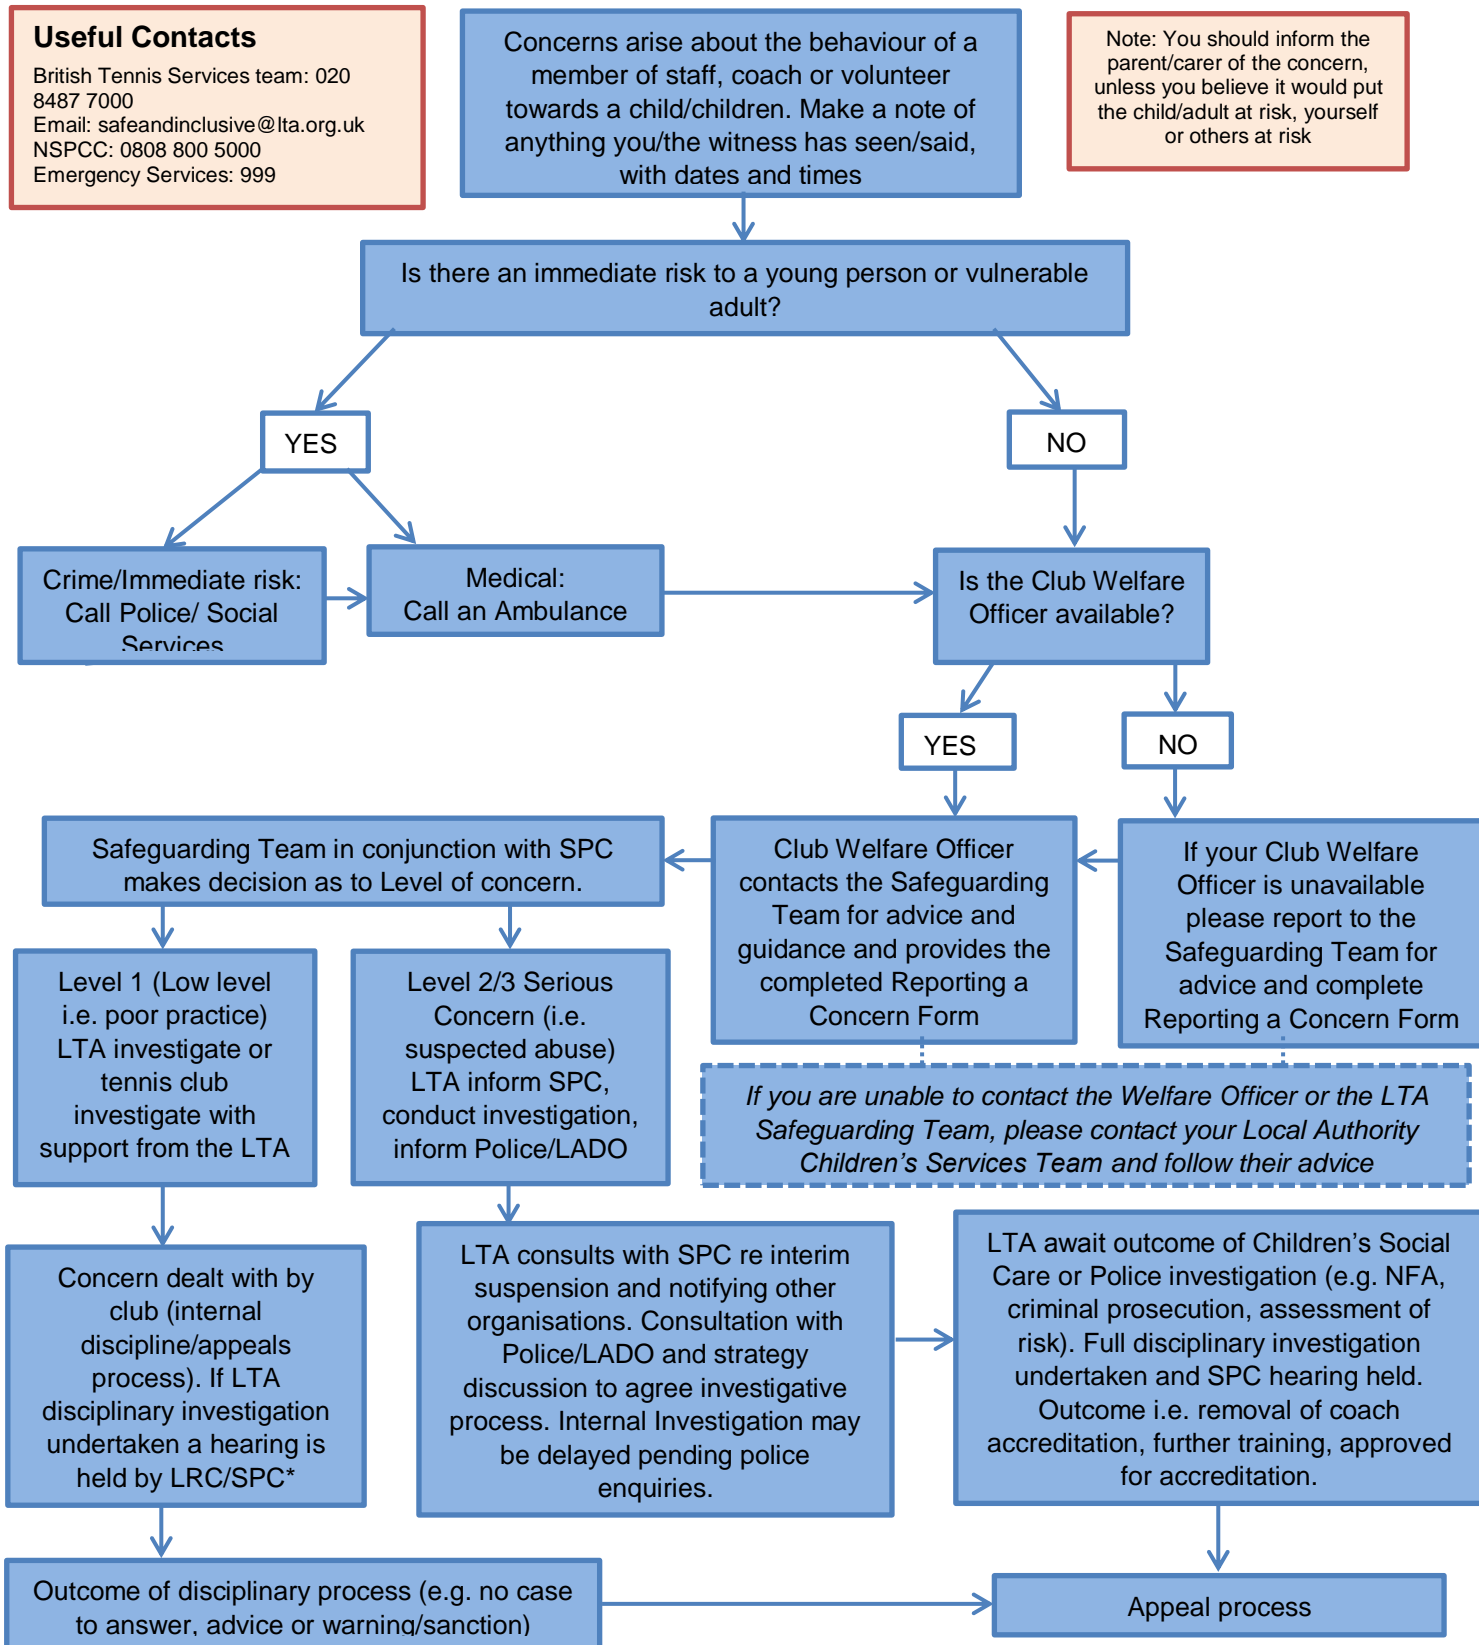 Useful Contacts
British Tennis Services team: 020
8487 7000
Email: safeandinclusive@lta.org.uk
NSPCC: 0808 800 5000
Emergency Services: 999
Concerns arise about the behaviour of a
member of staff, coach or volunteer
towards a child/children. Make a note of
anything you/the witness has seen/said,
with dates and times
Note: You should inform the
parent/carer of the concern,
unless you believe it would put
the child/adult at risk, yourself
or others at risk
Is there an immediate risk to a young person or vulnerable
adult?
YES
NO
Crime/Immediate risk:
Call Police/ Social
Services
Medical:
Call an Ambulance
Is the Club Welfare
Officer available?
YES
NO
Safeguarding Team in conjunction with SPC
makes decision as to Level of concern.
Club Welfare Officer
contacts the Safeguarding
Team for advice and
guidance and provides the
completed Reporting a
Concern Form
If your Club Welfare
Officer is unavailable
please report to the
Safeguarding Team for
advice and complete
Reporting a Concern Form
Level 1 (Low level
i.e. poor practice)
LTA investigate or
tennis club
investigate with
support from the LTA
Level 2/3 Serious
Concern (i.e.
suspected abuse)
LTA inform SPC,
conduct investigation,
inform Police/LADO
If you are unable to contact the Welfare Officer or the LTA
Safeguarding Team, please contact your Local Authority
Children's Services Team and follow their advice
Concern dealt with by
club (internal
discipline/appeals
process). If LTA
disciplinary investigation
undertaken a hearing is
held by LRC/SPC*
LTA consults with SPC re interim
suspension and notifying other
organisations. Consultation with
Police/LADO and strategy
discussion to agree investigative
process. Internal Investigation may
be delayed pending police
enquiries.
LTA await outcome of Children's Social
Care or Police investigation (e.g. NFA,
criminal prosecution, assessment of
risk). Full disciplinary investigation
undertaken and SPC hearing held.
Outcome i.e. removal of coach
accreditation, further training, approved
for accreditation.
Outcome of disciplinary process (e.g. no case
to answer, advice or warning/sanction)
Appeal process